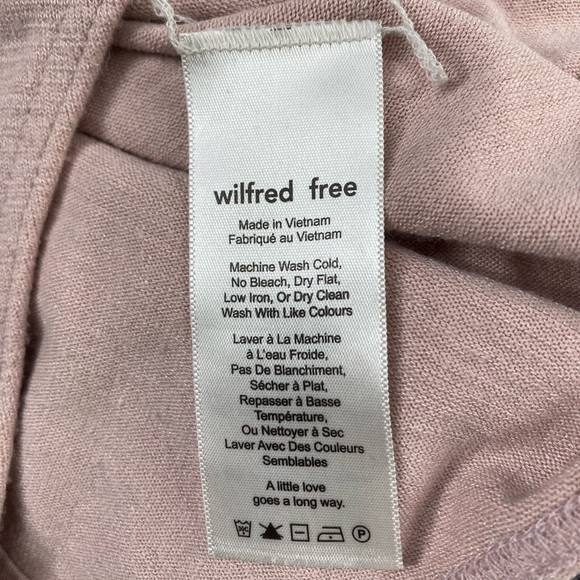 wilfred free
Made in Vietnam
Fabriqué au Vietnam
Machine Wash Cold,
No Bleach, Dry Flat,
Low Iron, Or Dry Clean
Wash With Like Colours
Laver à La Machine
à L'eau Froide,
Pas De Blanchiment,
Sécher à Plat,
Repasser à Basse
Température,
Ou Nettoyer à Sec
Laver Avec Des Couleurs
Semblables
A little love
goes a long way.
30C P